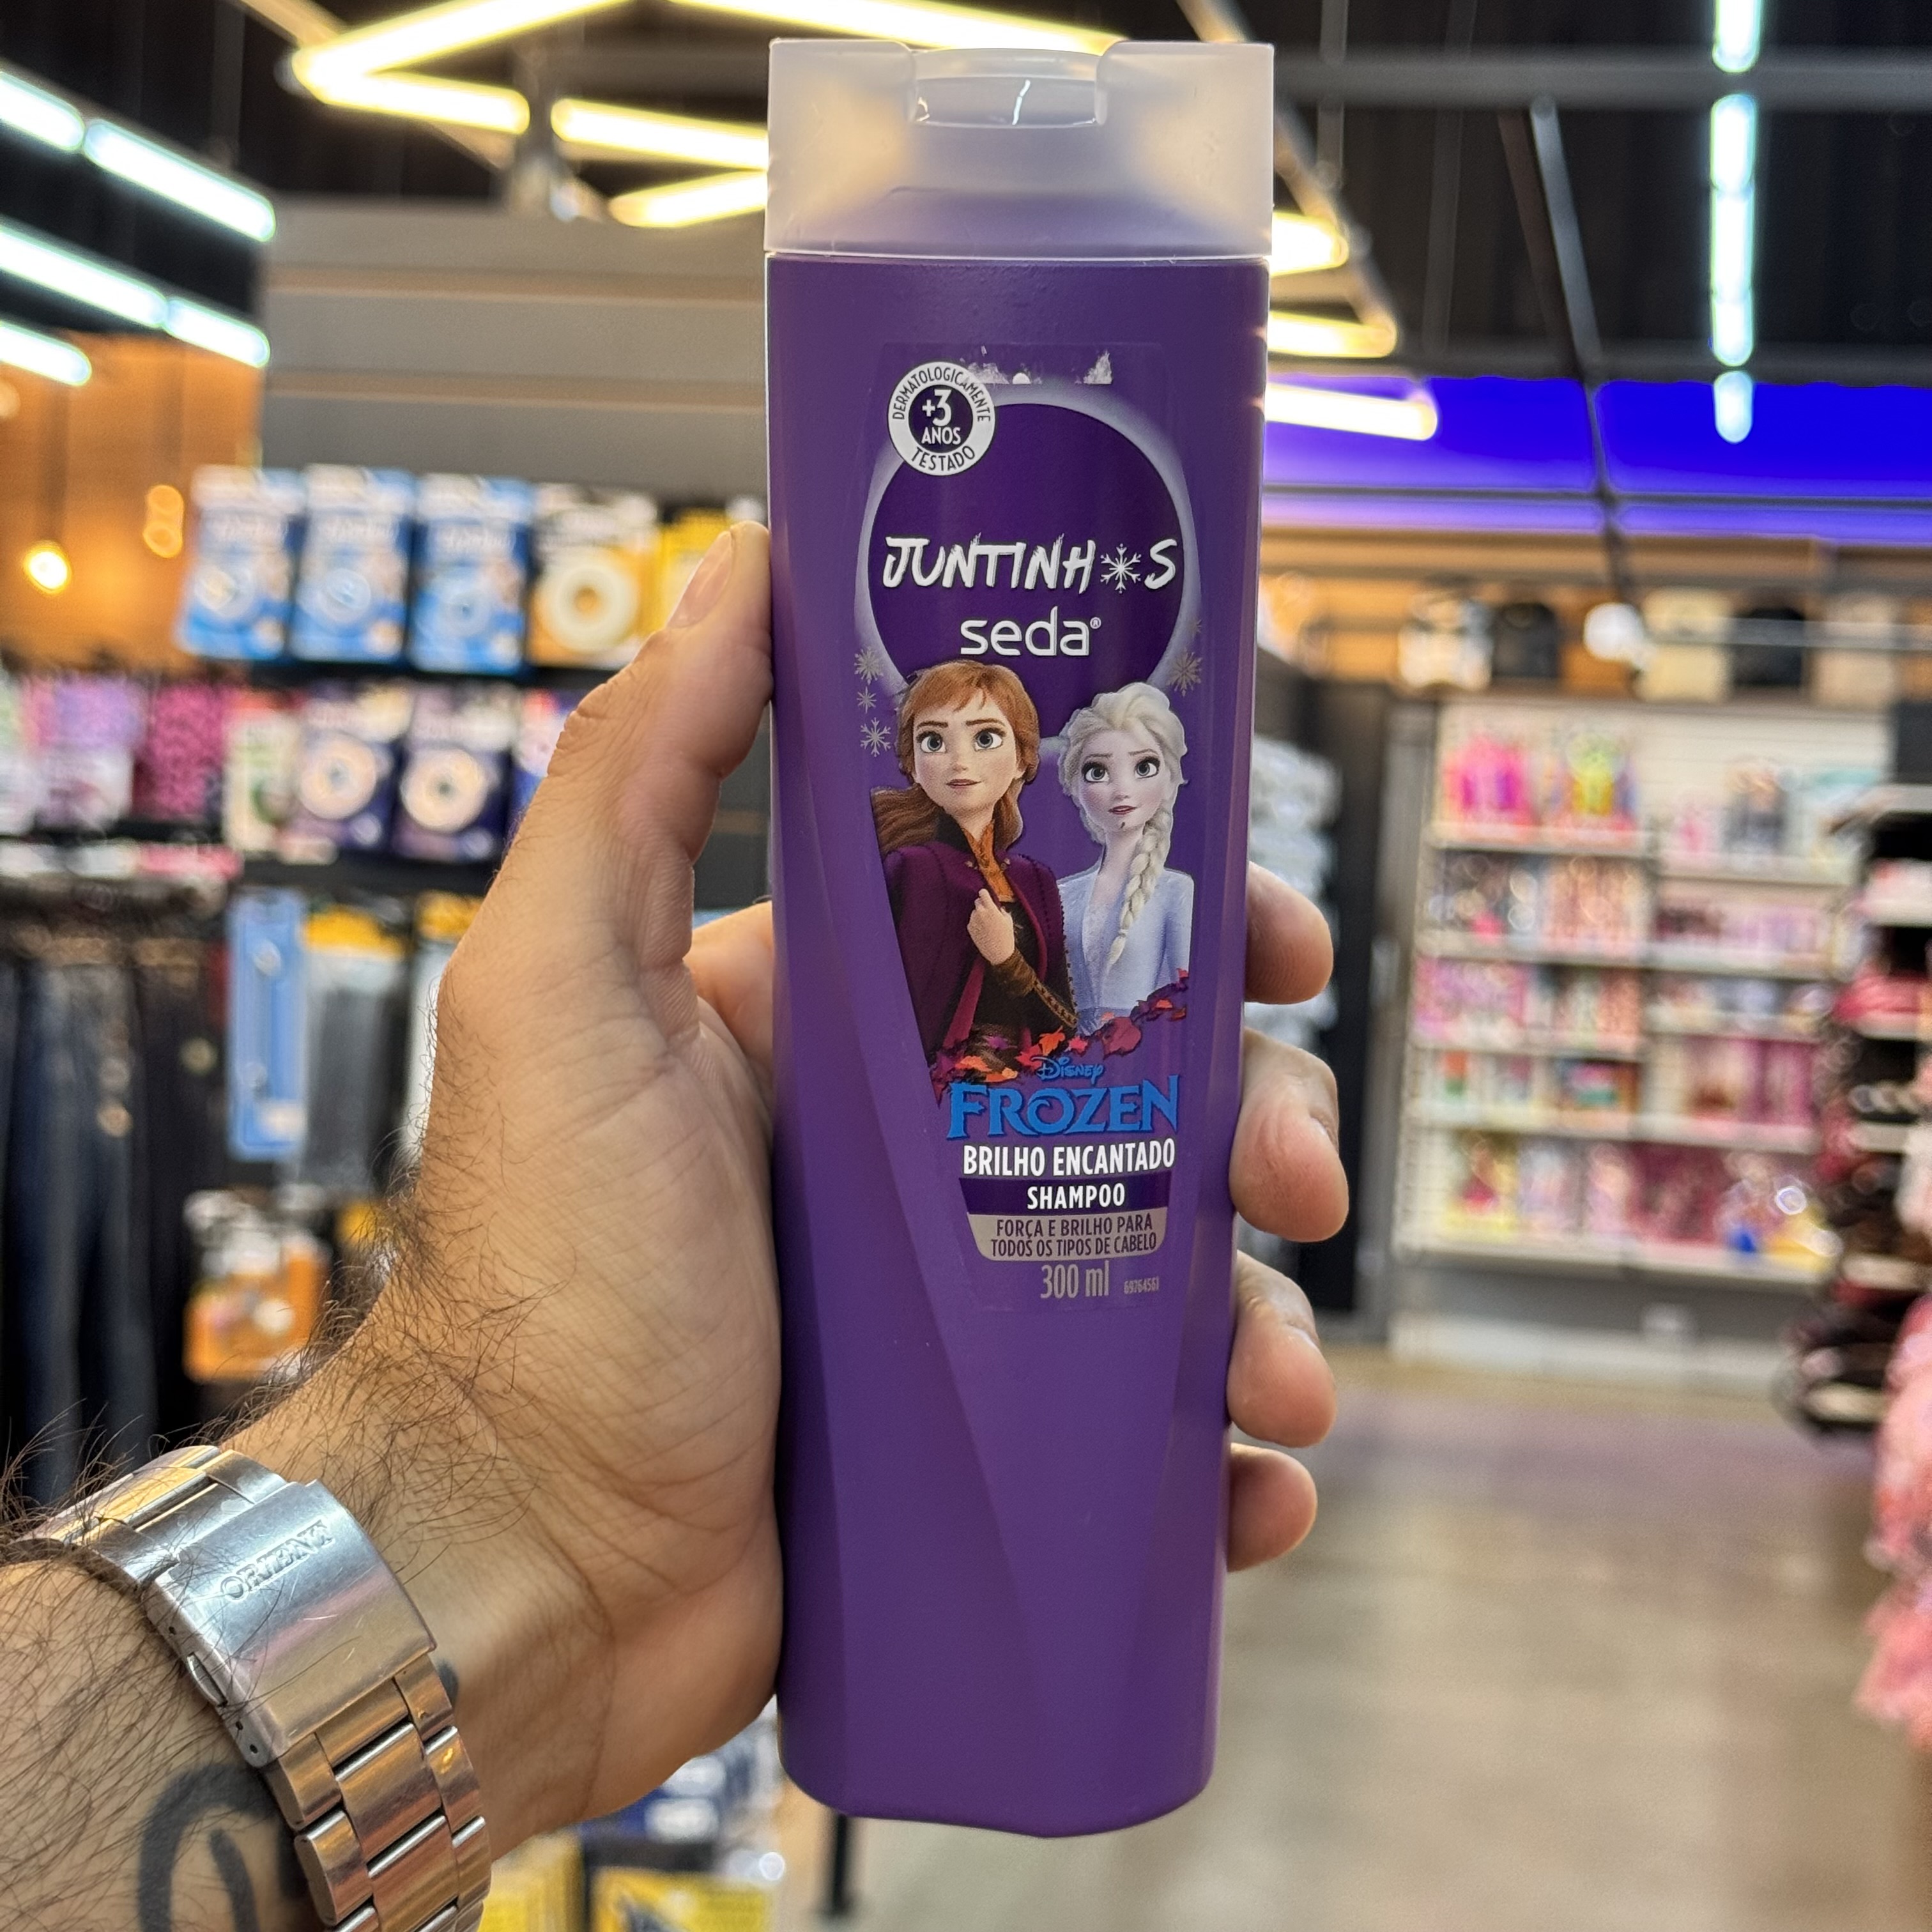 DERMATOLOGICAMENTE
+3
ANOS
TESTADO
JUNTINHOS
seda®
DISNEY
FROZEN
BRILHO ENCANTADO
SHAMPOO
FORÇA E BRILHO PARA
TODOS OS TIPOS DE CABELO
300 ml 69764561
ORIENT